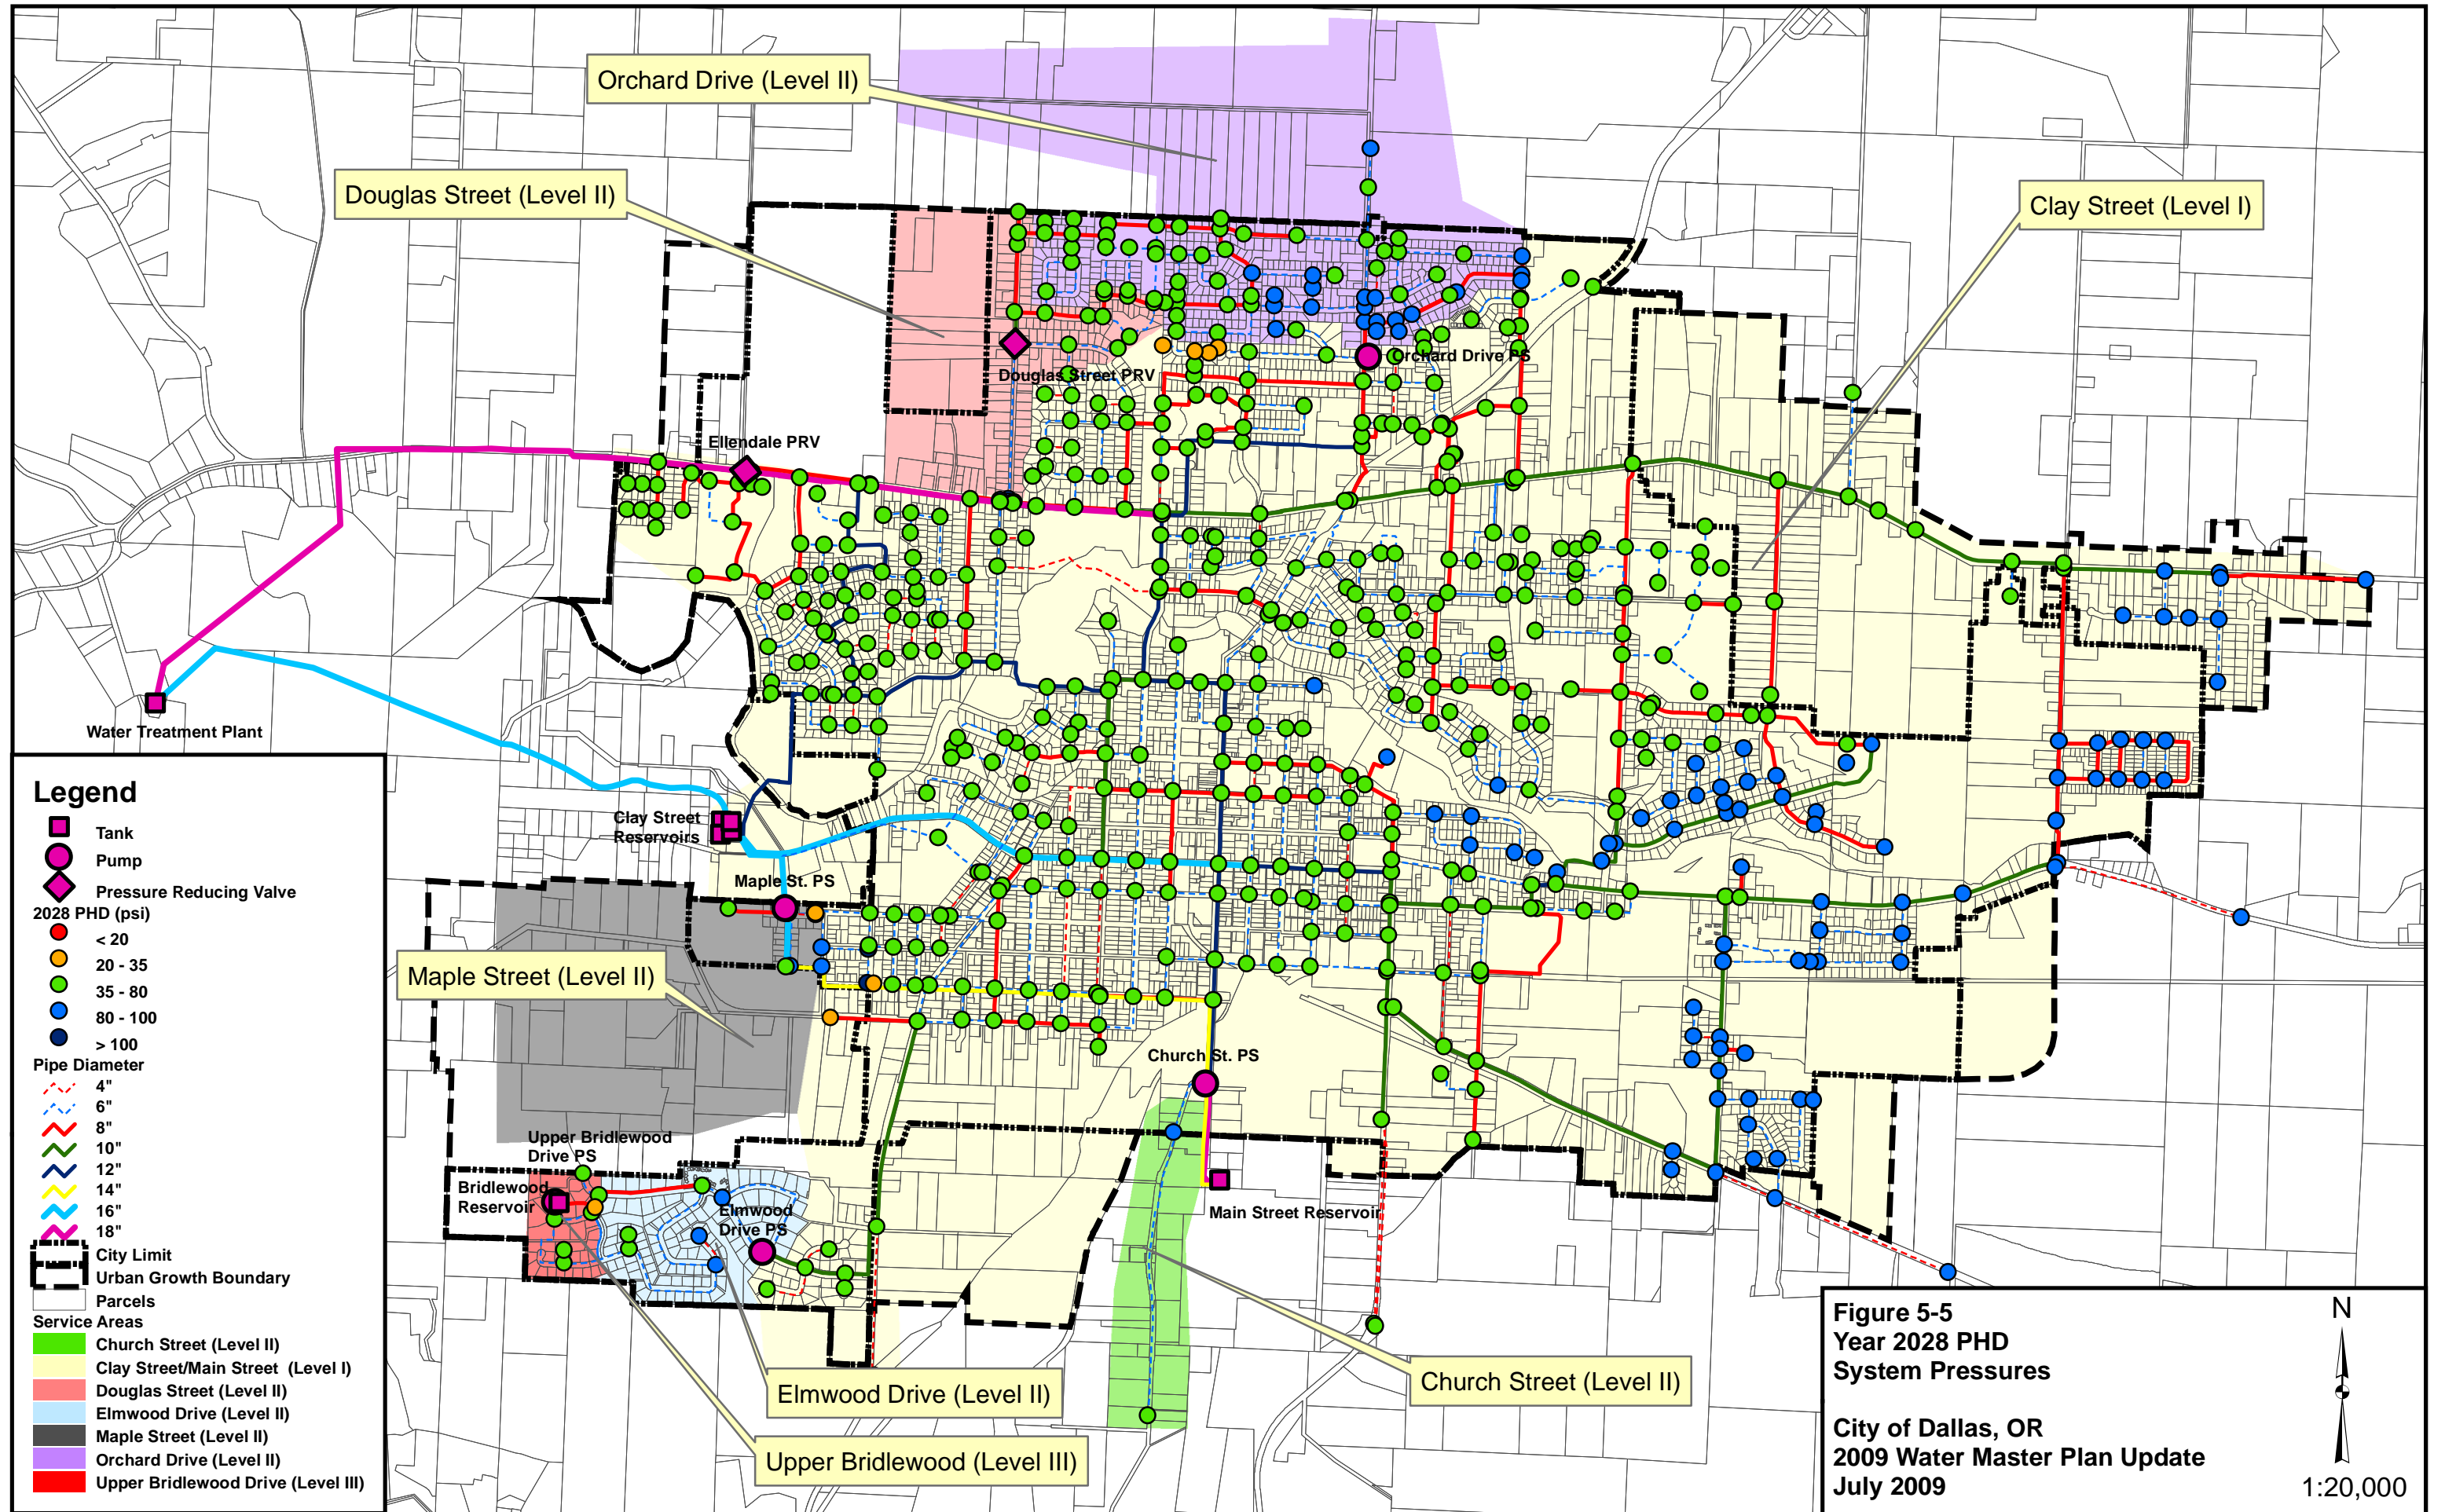 Orchard Drive (Level II)
Douglas Street (Level II)
Clay Street (Level I)
Orchard Drive PS
Douglas Street PRV
Ellendale PRV
Water Treatment Plant
Clay Street
Reservoirs
Maple St. PS
Maple Street (Level II)
Church St. PS
Upper Bridlewood
Drive PS
Bridlewood
Reservoir
Elmwood
Drive PS
Main Street Reservoir
Elmwood Drive (Level II)
Church Street (Level II)
Upper Bridlewood (Level III)
Legend
Tank
Pump
Pressure Reducing Valve
2028 PHD (psi)
< 20
20 - 35
35 - 80
80 - 100
> 100
Pipe Diameter
4"
6"
8"
10"
12"
14"
16"
18"
City Limit
Urban Growth Boundary
Parcels
Service Areas
Church Street (Level II)
Clay Street/Main Street (Level I)
Douglas Street (Level II)
Elmwood Drive (Level II)
Maple Street (Level II)
Orchard Drive (Level II)
Upper Bridlewood Drive (Level III)
Figure 5-5
Year 2028 PHD
System Pressures
City of Dallas, OR
2009 Water Master Plan Update
July 2009
N
1:20,000